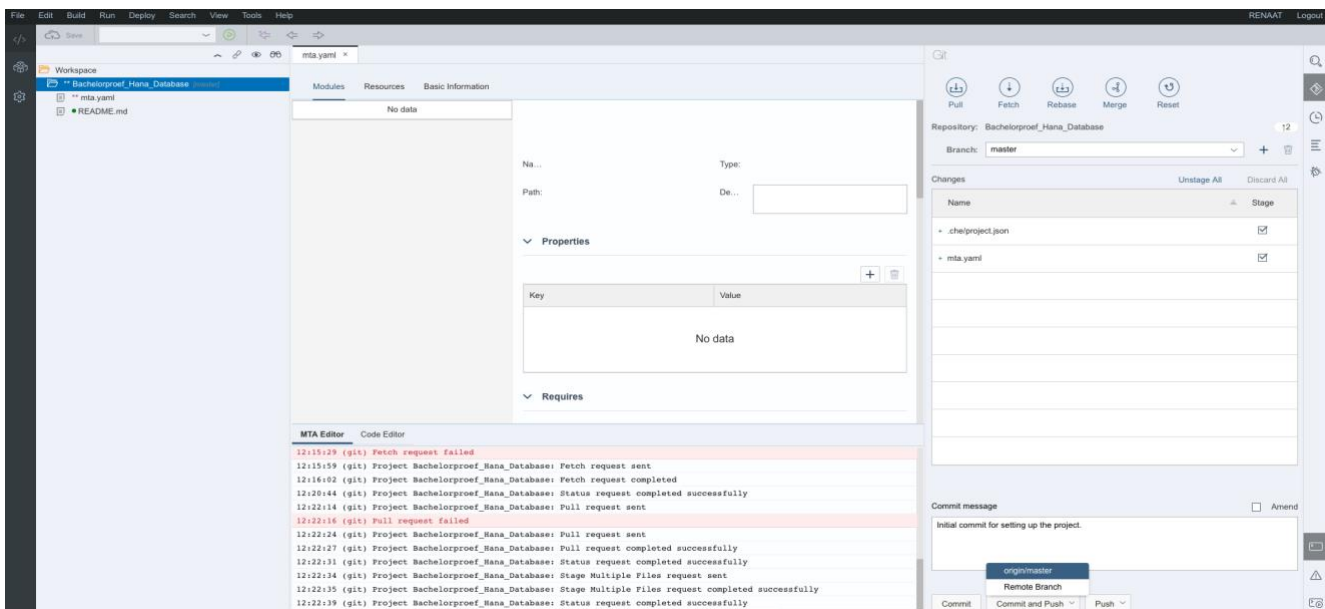 File Edit Build Run Deploy Search View Tools Help
RENAAT Logout
Save
Workspace
** Bachelorproef_Hana_Database [master]
** mta.yaml
README.md
mta.yaml ×
Modules Resources Basic Information
No data
Na...
Type:
Path:
De...
Properties
Key Value
No data
Requires
MTA Editor Code Editor
12:15:29 (git) Fetch request failed
12:15:59 (git) Project Bachelorproef_Hana_Database: Fetch request sent
12:16:02 (git) Project Bachelorproef_Hana_Database: Fetch request completed
12:20:44 (git) Project Bachelorproef_Hana_Database: Status request completed successfully
12:22:14 (git) Project Bachelorproef_Hana_Database: Pull request sent
12:22:16 (git) Pull request failed
12:22:24 (git) Project Bachelorproef_Hana_Database: Pull request sent
12:22:27 (git) Project Bachelorproef_Hana_Database: Pull request completed successfully
12:22:31 (git) Project Bachelorproef_Hana_Database: Status request completed successfully
12:22:34 (git) Project Bachelorproef_Hana_Database: Stage Multiple Files request sent
12:22:35 (git) Project Bachelorproef_Hana_Database: Stage Multiple Files request completed successfully
12:22:39 (git) Project Bachelorproef_Hana_Database: Status request completed successfully
Git
Pull Fetch Rebase Merge Reset
Repository: Bachelorproef_Hana_Database
↑2
Branch: master
Changes Unstage All Discard All
Name Stage
+ .che/project.json
+ mta.yaml
Commit message Amend
Initial commit for setting up the project.
origin/master
Remote Branch
Commit Commit and Push Push